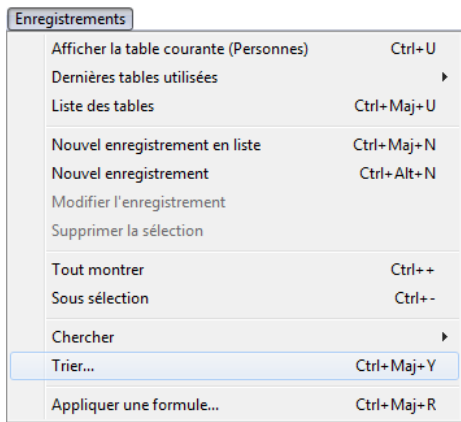 Enregistrements
Afficher la table courante (Personnes) Ctrl+U
Dernières tables utilisées
Liste des tables Ctrl+Maj+U
Nouvel enregistrement en liste Ctrl+Maj+N
Nouvel enregistrement Ctrl+Alt+N
Modifier l'enregistrement
Supprimer la sélection
Tout montrer Ctrl++
Sous sélection Ctrl+-
Chercher
Trier... Ctrl+Maj+Y
Appliquer une formule... Ctrl+Maj+R